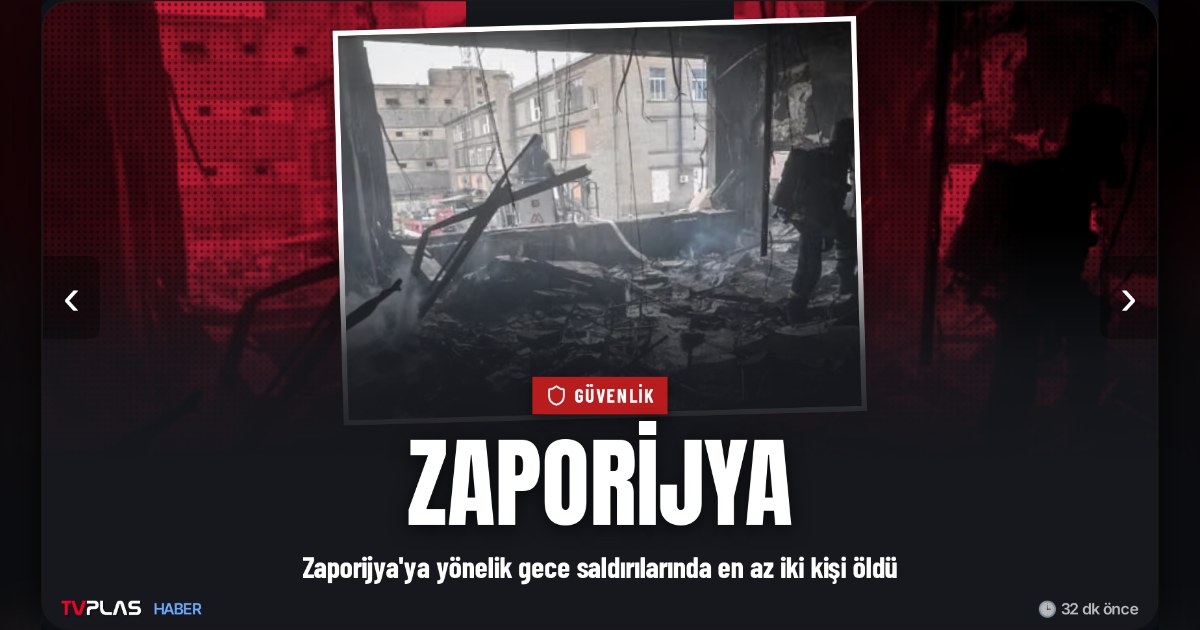 GÜVENLİK
ZAPORİJYA
Zaporijya'ya yönelik gece saldırılarında en az iki kişi öldü
TVPLAS HABER
32 dk önce